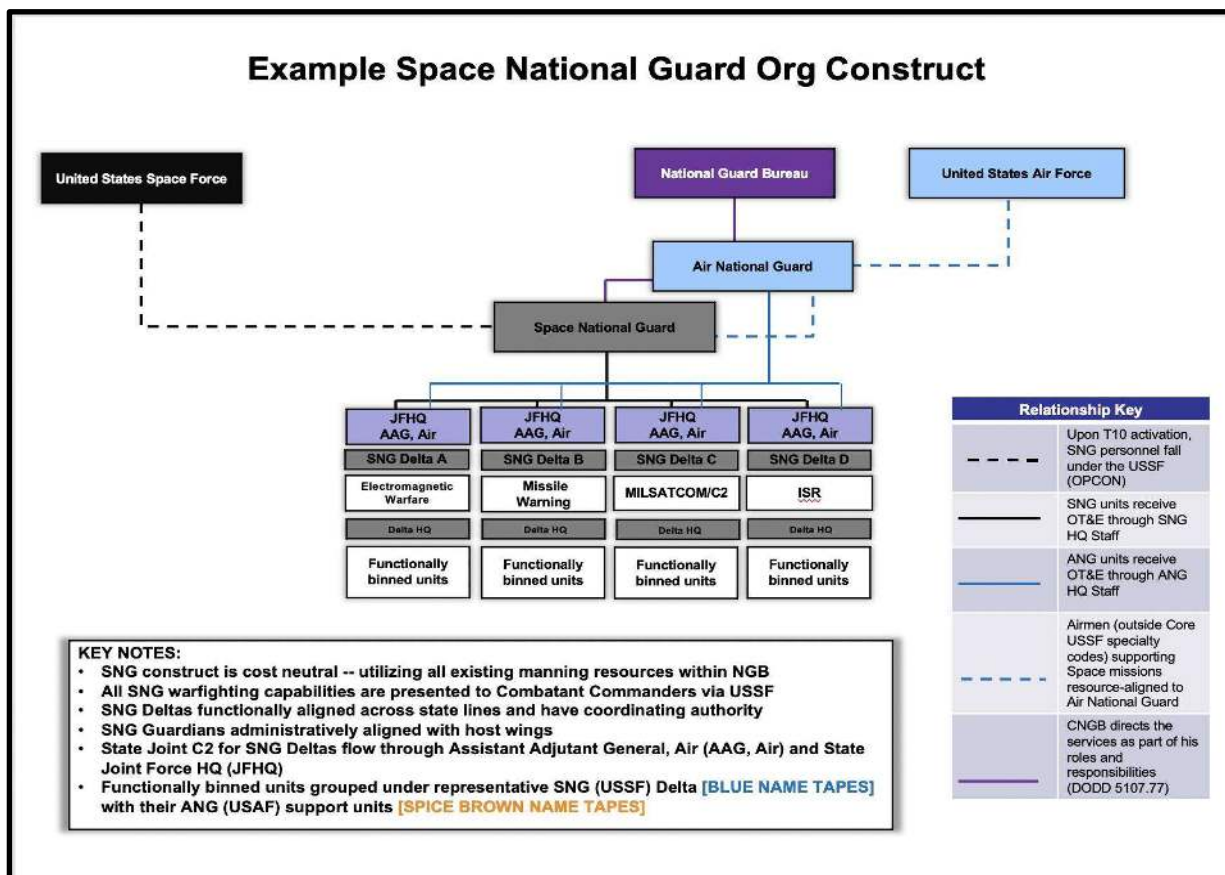 Example Space National Guard Org Construct
United States Space Force
National Guard Bureau
United States Air Force
Air National Guard
Space National Guard
JFHQ
AAG, Air
JFHQ
AAG, Air
JFHQ
AAG, Air
JFHQ
AAG, Air
SNG Delta A
SNG Delta B
SNG Delta C
SNG Delta D
Electromagnetic
Warfare
Missile
Warning
MILSATCOM/C2
ISR
Delta HQ
Delta HQ
Delta HQ
Delta HQ
Functionally
binned units
Functionally
binned units
Functionally
binned units
Functionally
binned units
Relationship Key
Upon T10 activation,
SNG personnel fall
under the USSF
(OPCON)
SNG units receive
OT&E through SNG
HQ Staff
ANG units receive
OT&E through ANG
HQ Staff
Airmen (outside Core
USSF specialty
codes) supporting
Space missions
resource-aligned to
Air National Guard
CNGB directs the
services as part of his
roles and
responsibilities
(DODD 5107.77)
KEY NOTES:
• SNG construct is cost neutral -- utilizing all existing manning resources within NGB
• All SNG warfighting capabilities are presented to Combatant Commanders via USSF
• SNG Deltas functionally aligned across state lines and have coordinating authority
• SNG Guardians administratively aligned with host wings
• State Joint C2 for SNG Deltas flow through Assistant Adjutant General, Air (AAG, Air) and State
Joint Force HQ (JFHQ)
• Functionally binned units grouped under representative SNG (USSF) Delta [BLUE NAME TAPES]
with their ANG (USAF) support units [SPICE BROWN NAME TAPES]